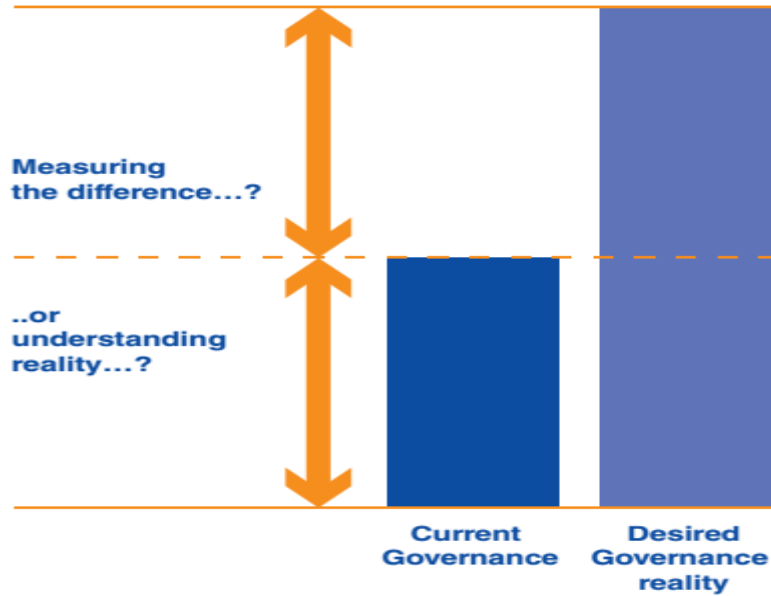 Measuring
the difference...?
..or
understanding
reality...?
Current
Governance
Desired
Governance
reality